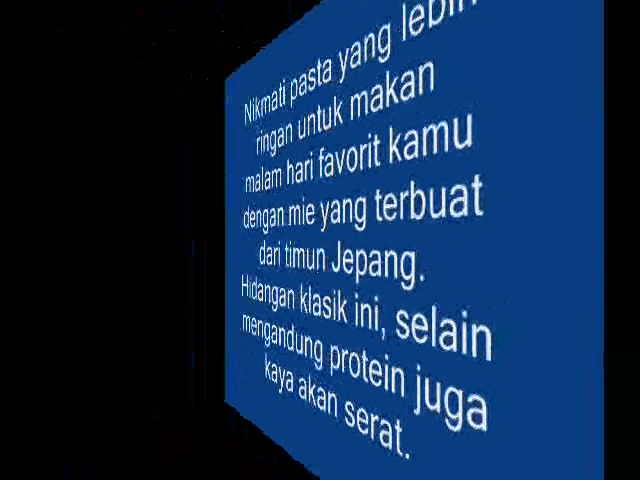 Nikmati pasta yang lebih
ringan untuk makan
malam hari favorit kamu
dengan mie yang terbuat
dari timun Jepang.
Hidangan klasik ini, selain
mengandung protein juga
kaya akan serat.